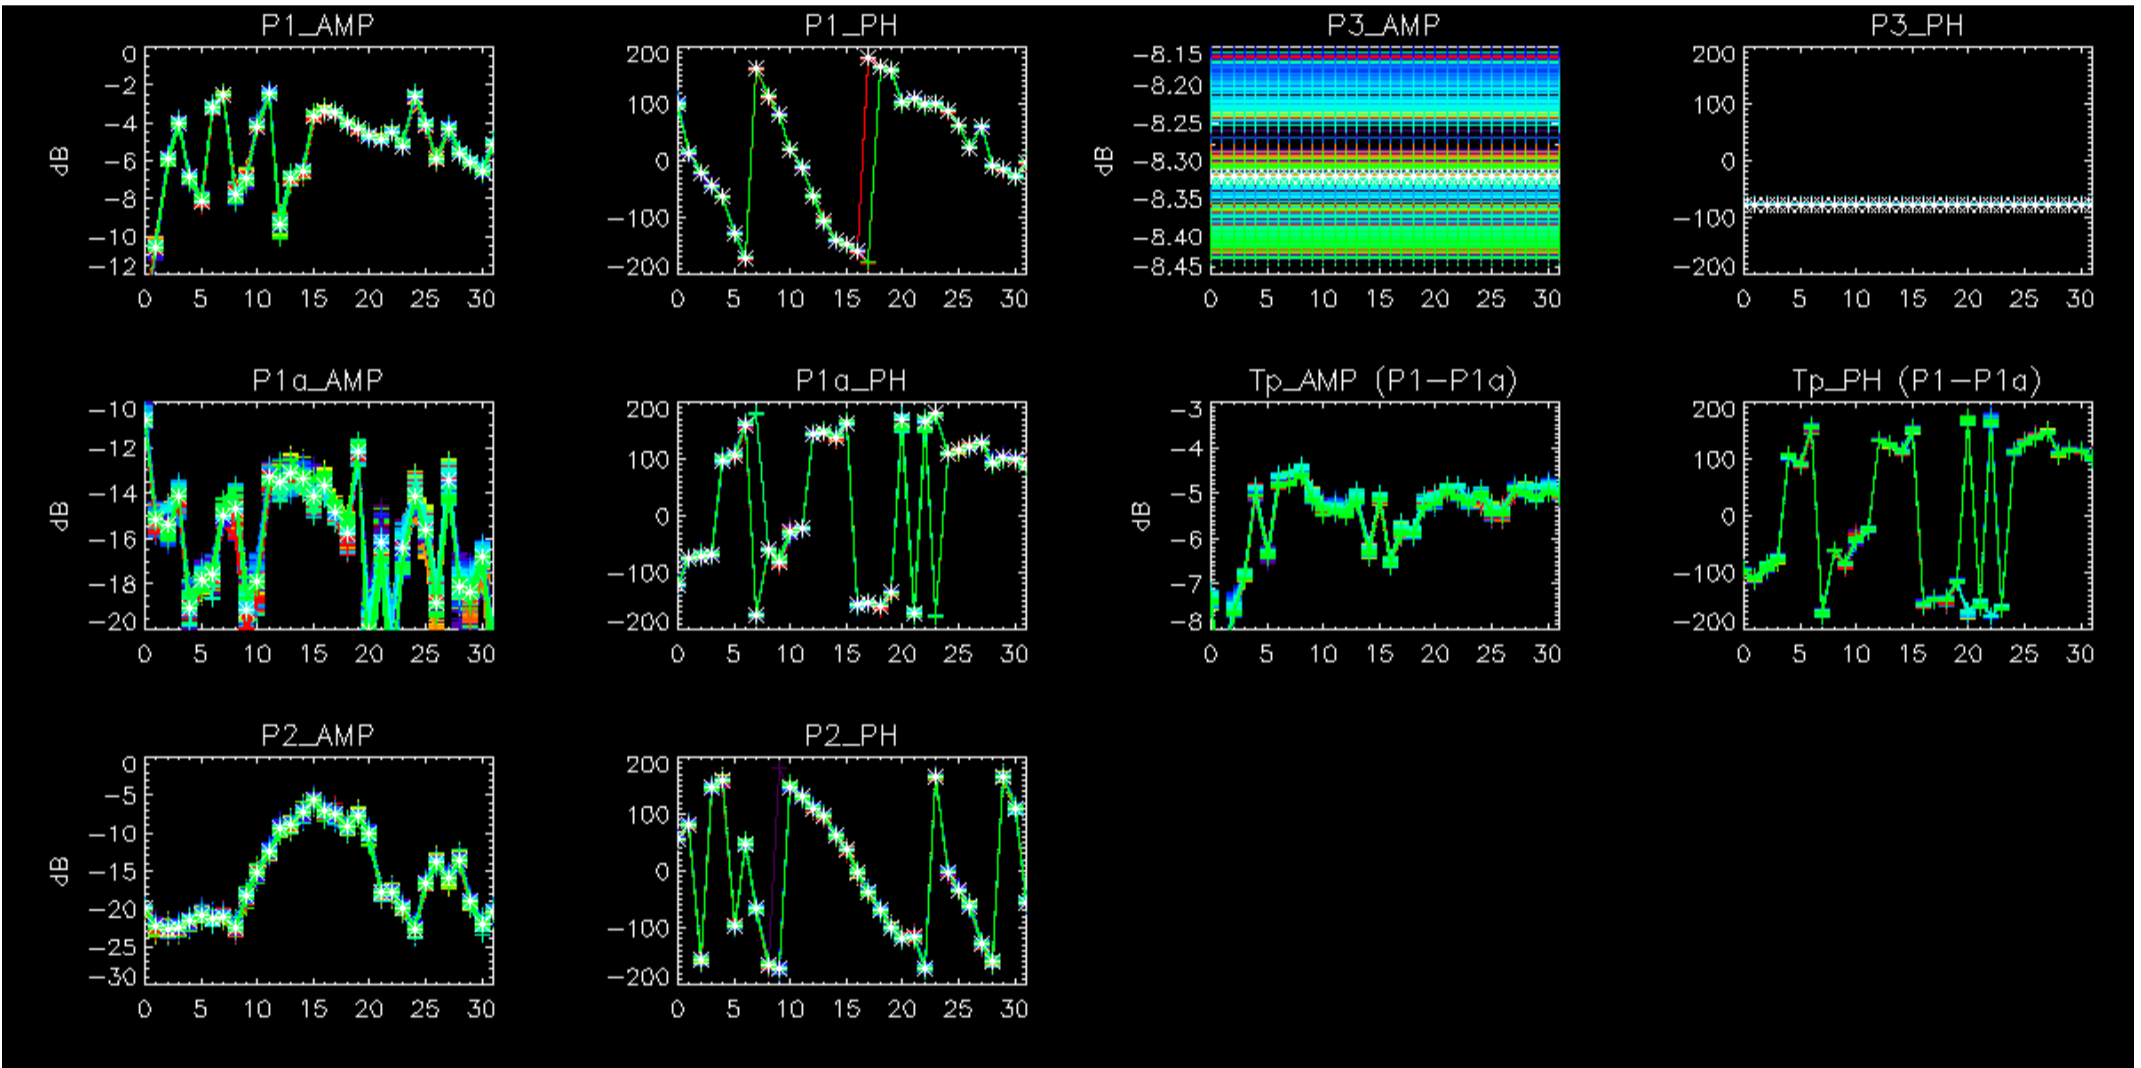 P1_AMP
P1_PH
P3_AMP
P3_PH
0
−2
−4
−6
−8
−10
−12
dB
0 5 10 15 20 25 30
200
100
0
−100
−200
0 5 10 15 20 25 30
−8.15
−8.20
−8.25
−8.30
−8.35
−8.40
−8.45
dB
0 5 10 15 20 25 30
200
100
0
−100
−200
0 5 10 15 20 25 30
P1a_AMP
P1a_PH
Tp_AMP (P1−P1a)
Tp_PH (P1−P1a)
−10
−12
−14
−16
−18
−20
dB
0 5 10 15 20 25 30
200
100
0
−100
−200
0 5 10 15 20 25 30
−3
−4
−5
−6
−7
−8
dB
0 5 10 15 20 25 30
200
100
0
−100
−200
0 5 10 15 20 25 30
P2_AMP
P2_PH
0
−5
−10
−15
−20
−25
−30
dB
0 5 10 15 20 25 30
200
100
0
−100
−200
0 5 10 15 20 25 30